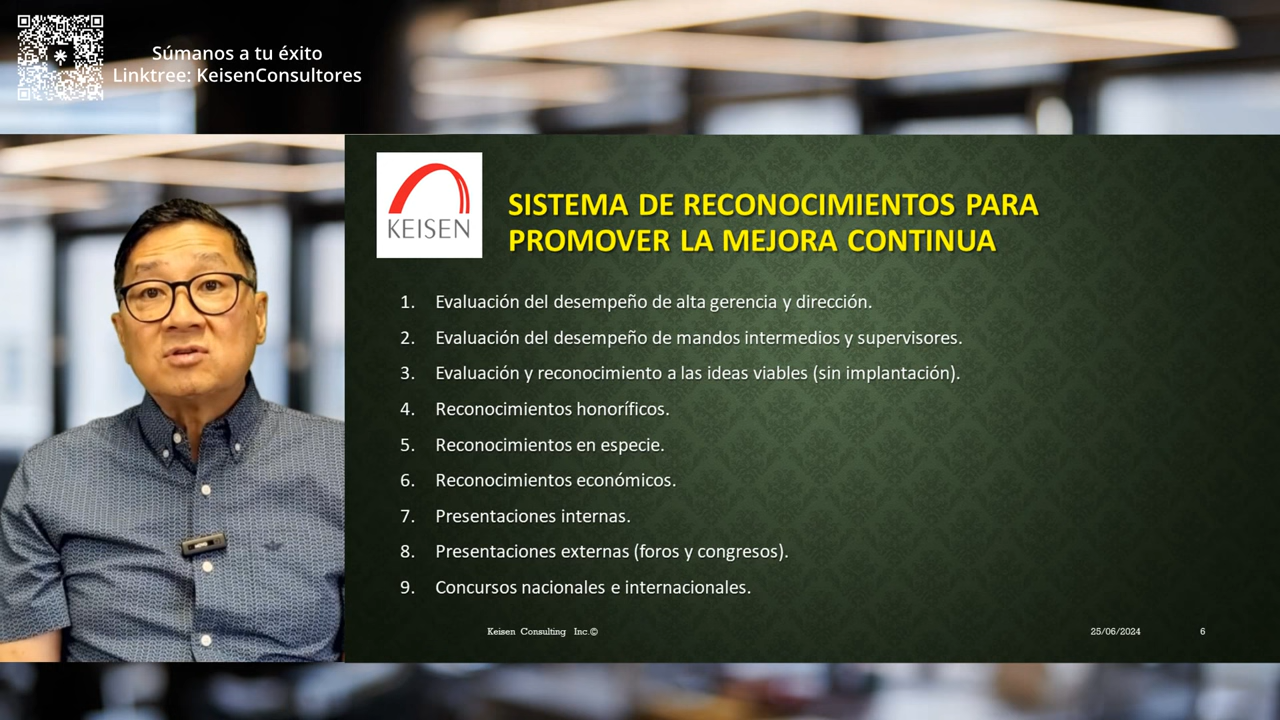 Súmanos a tu éxito
Linktree: KeisenConsultores
KEISEN
SISTEMA DE RECONOCIMIENTOS PARA
PROMOVER LA MEJORA CONTINUA
1. Evaluación del desempeño de alta gerencia y dirección.
2. Evaluación del desempeño de mandos intermedios y supervisores.
3. Evaluación y reconocimiento a las ideas viables (sin implantación).
4. Reconocimientos honoríficos.
5. Reconocimientos en especie.
6. Reconocimientos económicos.
7. Presentaciones internas.
8. Presentaciones externas (foros y congresos).
9. Concursos nacionales e internacionales.
Keisen Consulting Inc.©
25/06/2024
6